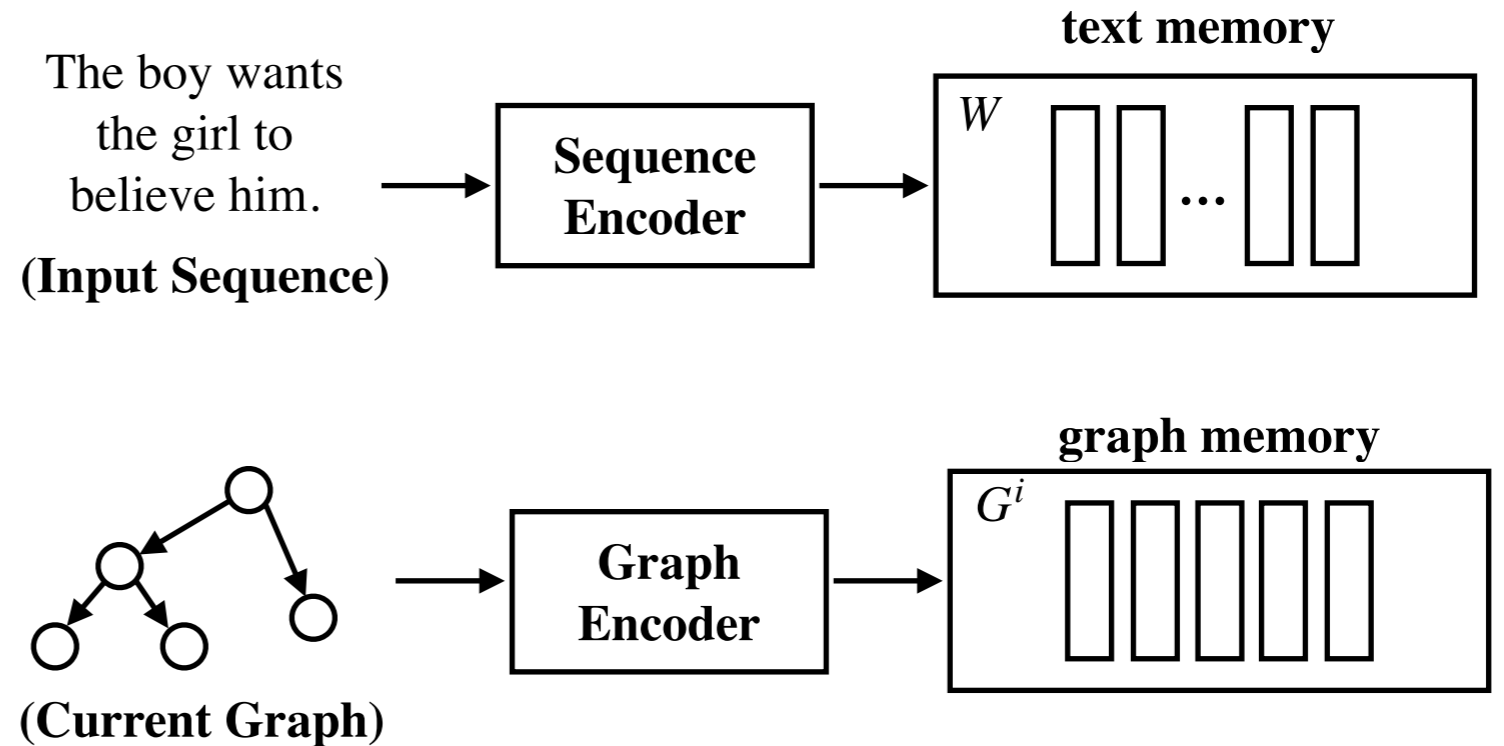 text memory
The boy wants
the girl to
believe him.
(Input Sequence)
Sequence
Encoder
W
...
graph memory
(Current Graph)
Graph
Encoder
G^i